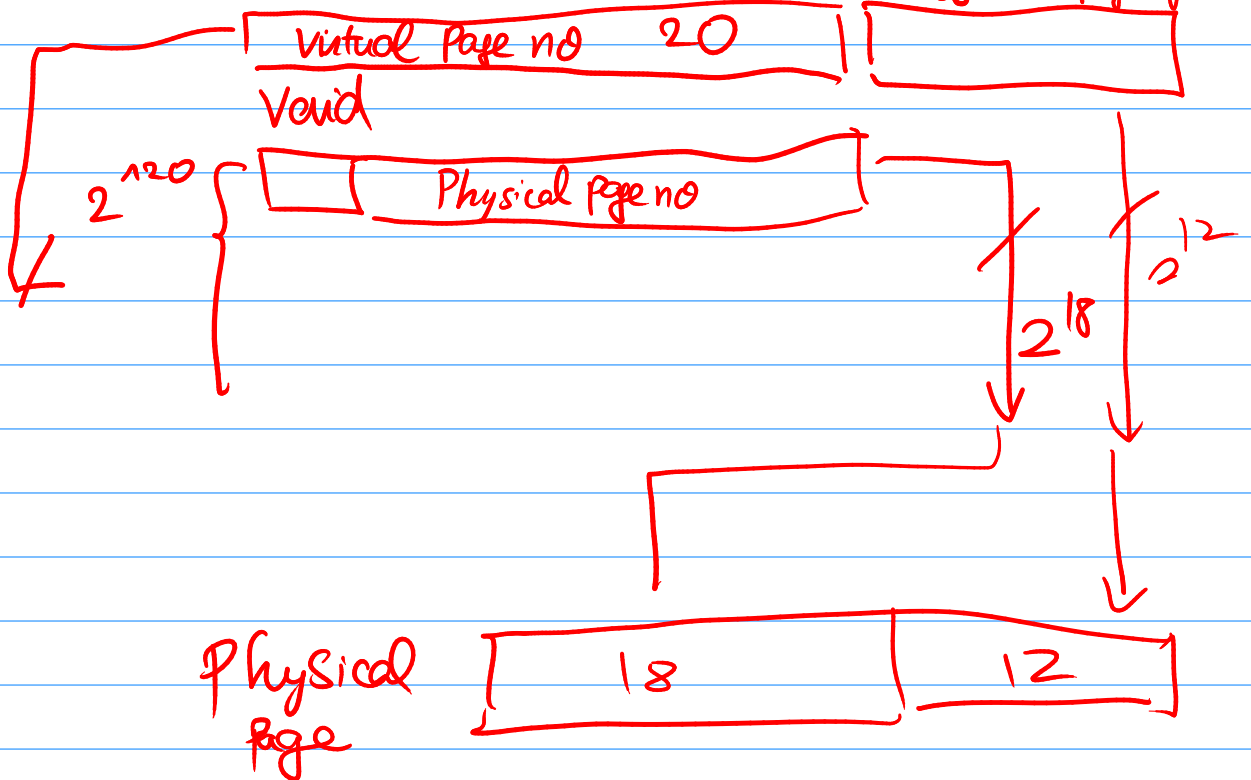 Virtual Page no 20
Valid
2^20
Physical page no
2^12
2^18
18 12
Physical
page